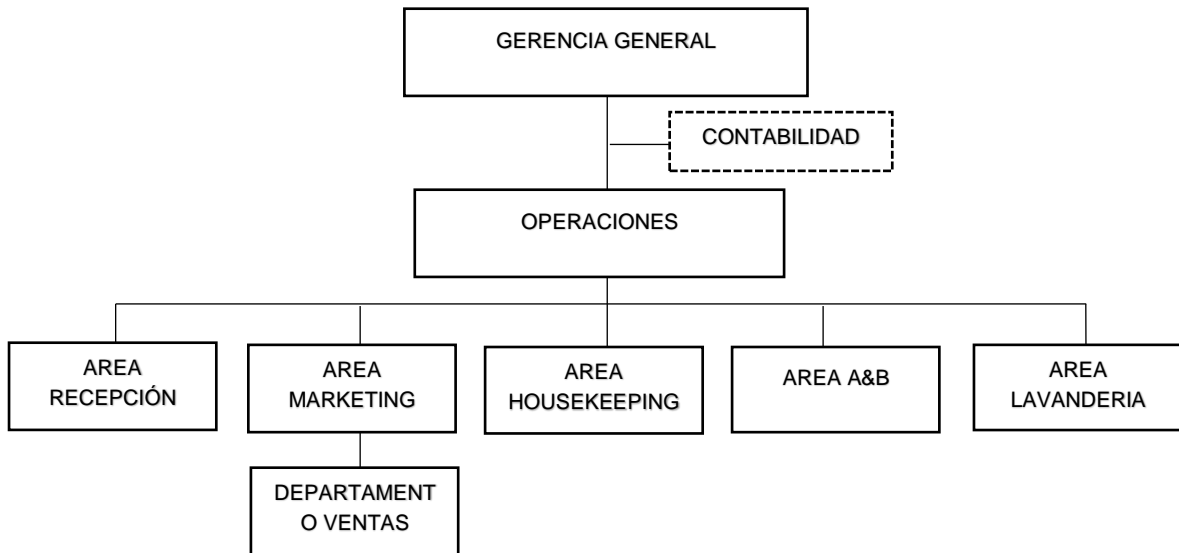 GERENCIA GENERAL
CONTABILIDAD
OPERACIONES
AREA
RECEPCIÓN
AREA
MARKETING
AREA
HOUSEKEEPING
AREA A&B
AREA
LAVANDERIA
DEPARTAMENT
O VENTAS